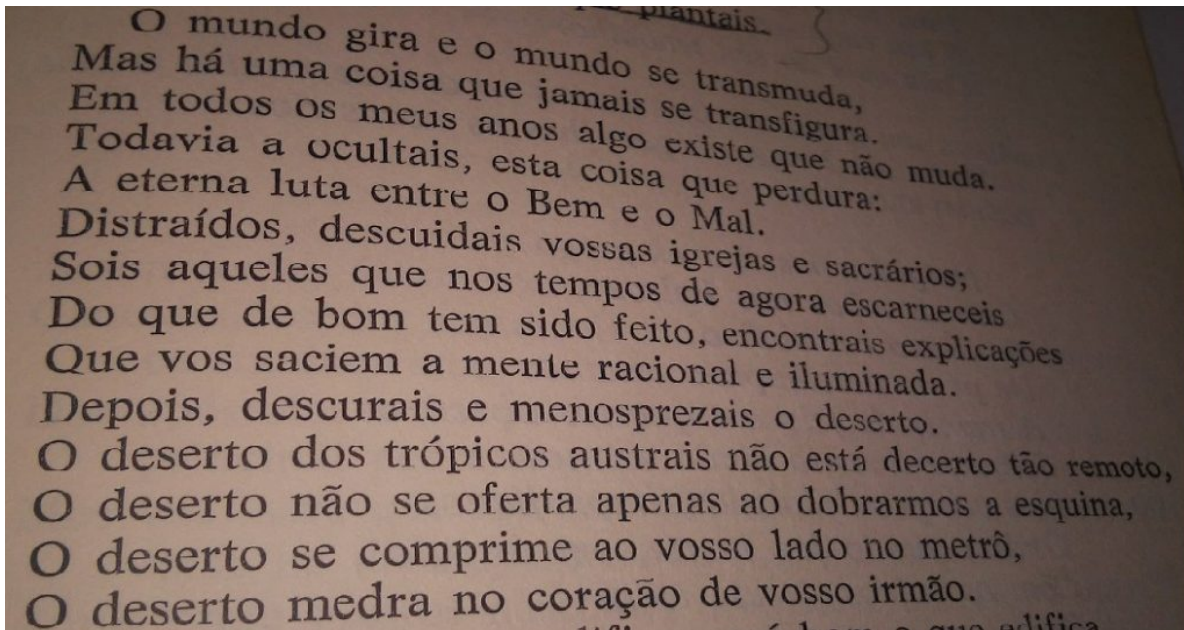 plantais.
O mundo gira e o mundo se transmuda,
Mas há uma coisa que jamais se transfigura.
Em todos os meus anos algo existe que não muda.
Todavia a ocultais, esta coisa que perdura:
A eterna luta entre o Bem e o Mal.
Distraídos, descuidais vossas igrejas e sacrários;
Sois aqueles que nos tempos de agora escarneceis
Do que de bom tem sido feito, encontrais explicações
Que vos saciem a mente racional e iluminada.
Depois, descurais e menosprezais o deserto.
O deserto dos trópicos austrais não está decerto tão remoto,
O deserto não se oferta apenas ao dobrarmos a esquina,
O deserto se comprime ao vosso lado no metrô,
O deserto medra no coração de vosso irmão.
que edifica